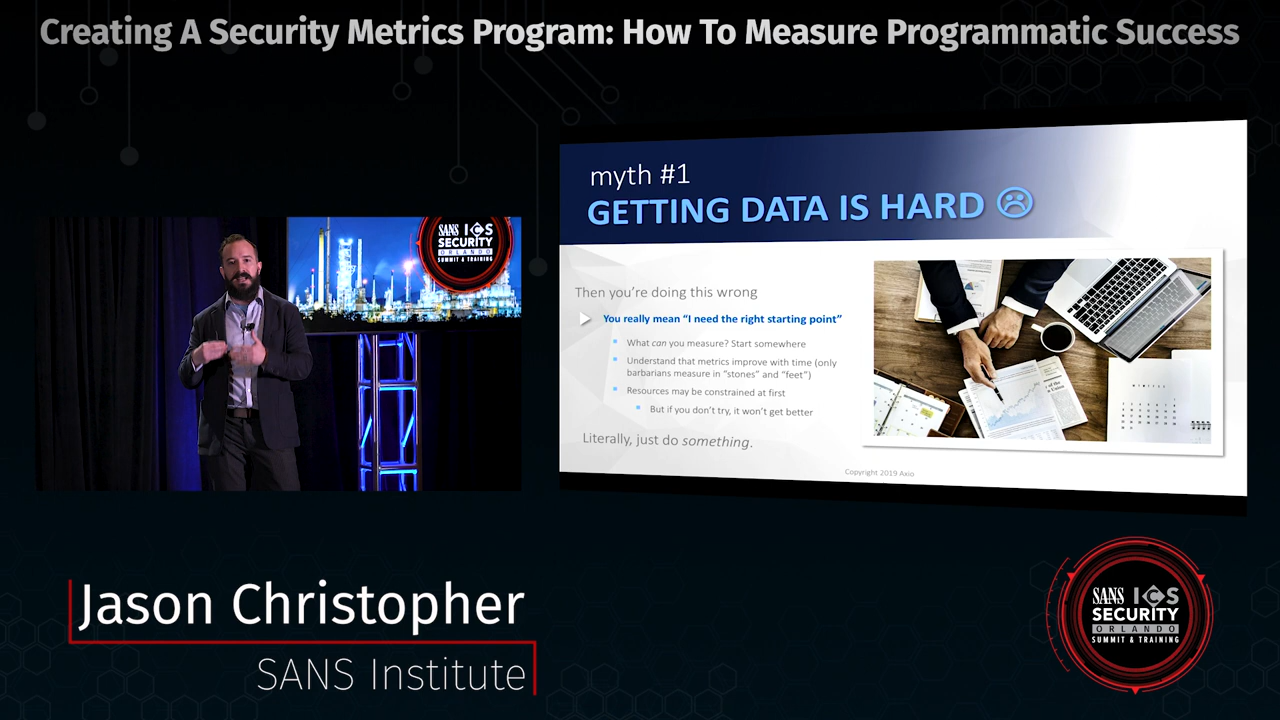 Creating A Security Metrics Program: How To Measure Programmatic Success
SANS ICS
SECURITY
ORLANDO
SUMMIT & TRAINING
myth #1
GETTING DATA IS HARD ☹
Then you're doing this wrong
You really mean "I need the right starting point"
What can you measure? Start somewhere
Understand that metrics improve with time (only
barbarians measure in "stones" and "feet")
Resources may be constrained at first
But if you don't try, it won't get better
Literally, just do something.
Copyright 2019 Axio
Jason Christopher
SANS Institute
SANS ICS
SECURITY
ORLANDO
SUMMIT & TRAINING